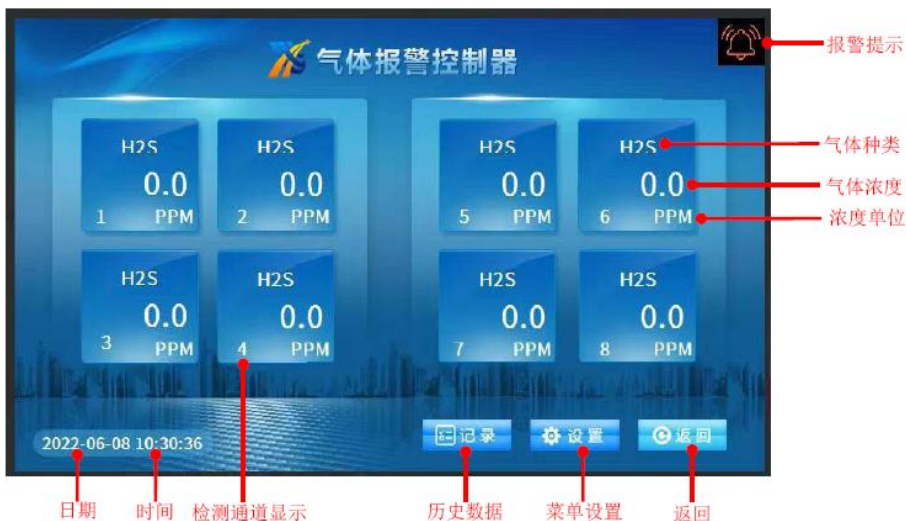 气体报警控制器
报警提示
H2S H2S H2S H2S 气体种类
0.0 0.0 0.0 0.0 气体浓度
1 PPM 2 PPM 5 PPM 6 PPM 浓度单位
H2S H2S H2S H2S
0.0 0.0 0.0 0.0
3 PPM 4 PPM 7 PPM 8 PPM
2022-06-08 10:30:36 记录 设置 返回
日期 时间 检测通道显示 历史数据 菜单设置 返回